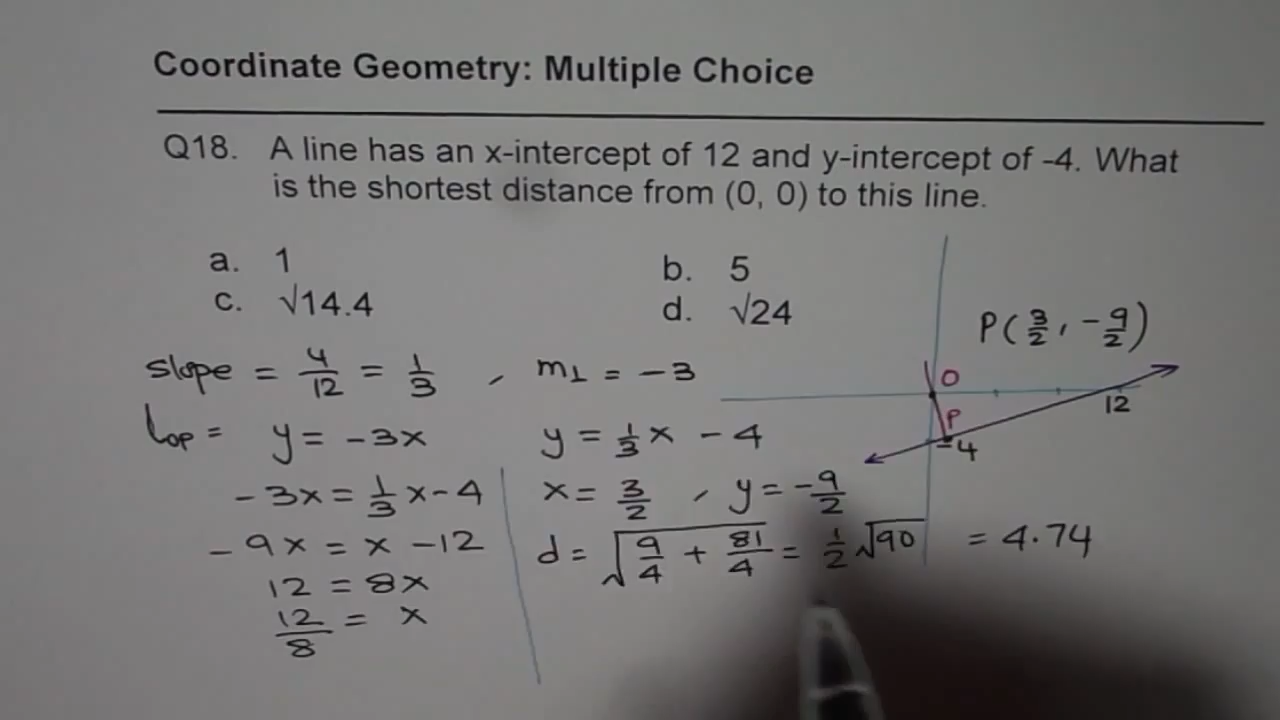 Coordinate Geometry: Multiple Choice
Q18. A line has an x-intercept of 12 and y-intercept of -4. What
is the shortest distance from (0, 0) to this line.
a. 1
b. 5
c. √14.4
d. √24
P(3/2, -9/2)
O
P
12
-4
slope = 4/12 = 1/3 , m⊥ = -3
LOP = y = -3x
y = 1/3 x - 4
-3x = 1/3 x - 4
x = 3/2 , y = -9/2
-9x = x - 12
d = √(9/4 + 81/4) = 1/2 √90 = 4.74
12 = 8x
12/8 = x